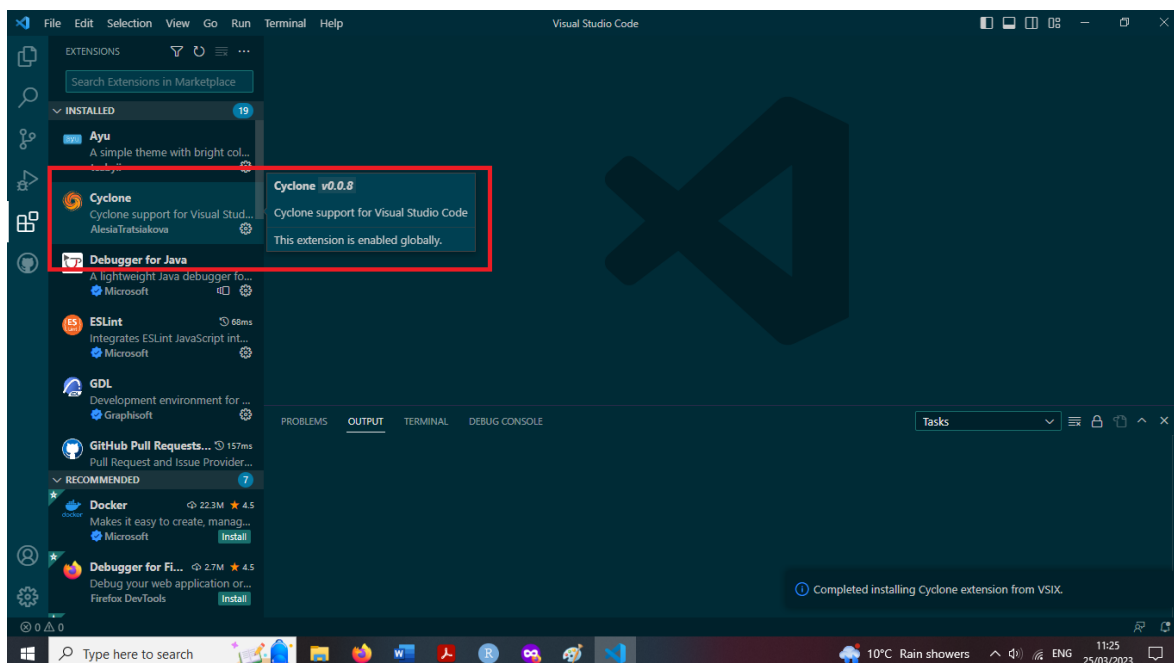 File Edit Selection View Go Run Terminal Help
Visual Studio Code
EXTENSIONS
Search Extensions in Marketplace
INSTALLED
19
Ayu
A simple theme with bright col...
Cyclone
Cyclone support for Visual Stud...
AlesiaTratsiakova
Cyclone v0.0.8
Cyclone support for Visual Studio Code
This extension is enabled globally.
Debugger for Java
A lightweight Java debugger fo...
Microsoft
ESLint
68ms
Integrates ESLint JavaScript int...
Microsoft
GDL
Development environment for ...
Graphisoft
GitHub Pull Requests...
157ms
Pull Request and Issue Provider...
RECOMMENDED
7
Docker
22.3M
4.5
Makes it easy to create, manag...
Microsoft
Install
Debugger for Fi...
2.7M
4.5
Debug your web application or...
Firefox DevTools
Install
PROBLEMS OUTPUT TERMINAL DEBUG CONSOLE
Tasks
Completed installing Cyclone extension from VSIX.
0 0
Type here to search
10°C Rain showers
ENG
11:25
25/03/2023